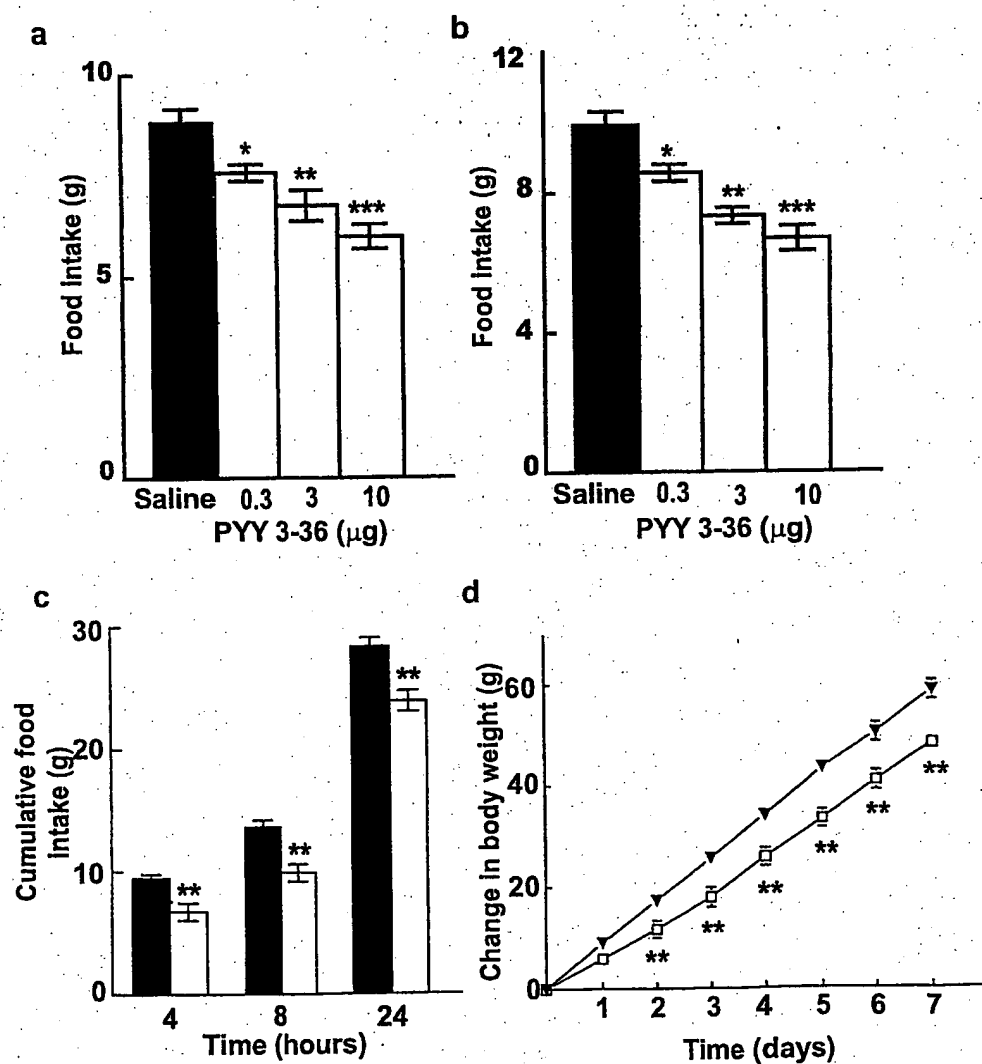 a
10
5
0
Food Intake (g)
*
**
***
Saline 0.3 3 10
PYY 3-36 (μg)
b
12
8
4
0
Food Intake (g)
*
**
***
Saline 0.3 3 10
PYY 3-36 (μg)
c
30
20
10
0
Cumulative food
Intake (g)
**
**
**
4 8 24
Time (hours)
d
60
40
20
0
Change in body weight (g)
**
**
**
**
**
**
1 2 3 4 5 6 7
Time (days)